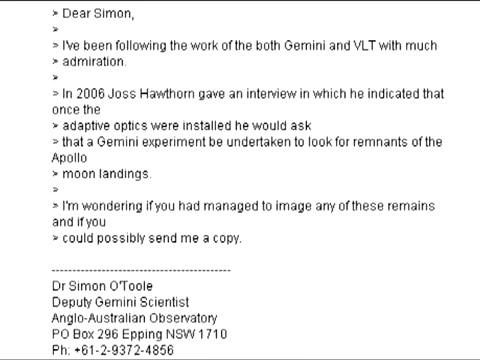 > Dear Simon,
>
> I've been following the work of the both Gemini and VLT with much
> admiration.
>
> In 2006 Joss Hawthorn gave an interview in which he indicated that
once the
> adaptive optics were installed he would ask
> that a Gemini experiment be undertaken to look for remnants of the
Apollo
> moon landings.
>
> I'm wondering if you had managed to image any of these remains
and if you
> could possibly send me a copy.
-----------------------------------------
Dr Simon O'Toole
Deputy Gemini Scientist
Anglo-Australian Observatory
PO Box 296 Epping NSW 1710
Ph: +61-2-9372-4856